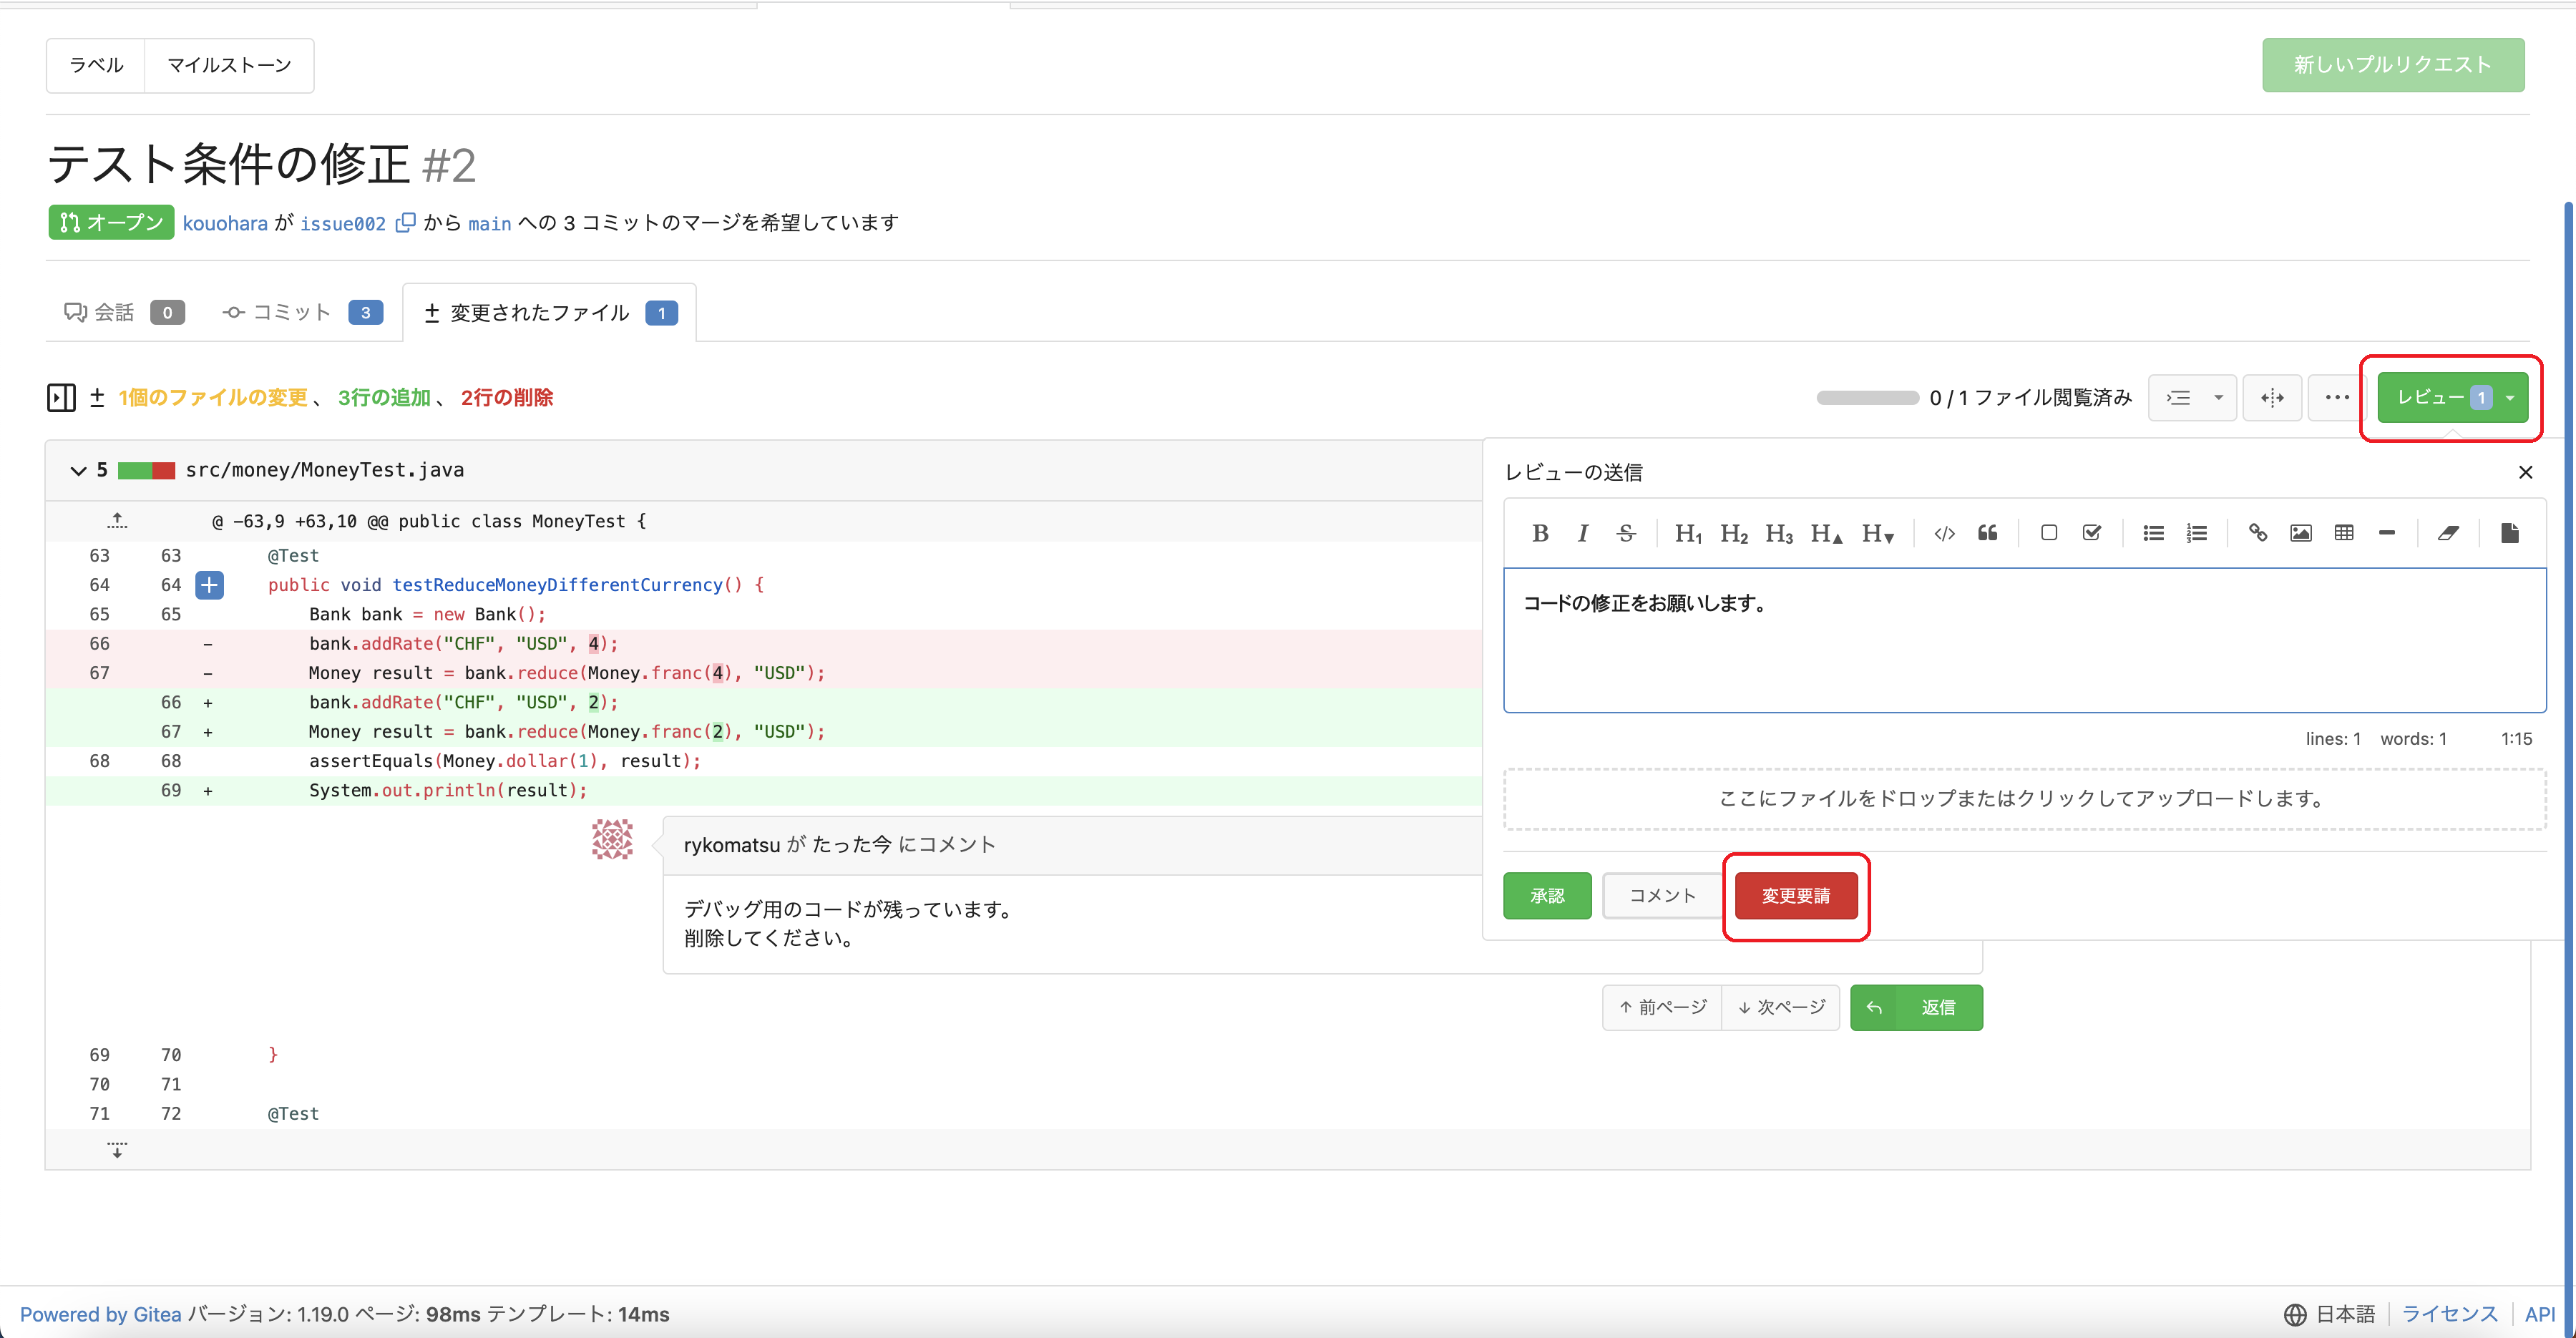 ラベル マイルストーン 新しいプルリクエスト
テスト条件の修正 #2
オープン kouohara が issue002 から main への 3 コミットのマージを希望しています
会話 0 コミット 3 ± 変更されたファイル 1
± 1個のファイルの変更 、 3行の追加 、 2行の削除 0 / 1 ファイル閲覧済み ... レビュー 1
5 src/money/MoneyTest.java
@ -63,9 +63,10 @@ public class MoneyTest {
63 63 @Test
64 64 + public void testReduceMoneyDifferentCurrency() {
65 65 Bank bank = new Bank();
66 - bank.addRate("CHF", "USD", 4);
67 - Money result = bank.reduce(Money.franc(4), "USD");
66 + bank.addRate("CHF", "USD", 2);
67 + Money result = bank.reduce(Money.franc(2), "USD");
68 68 assertEquals(Money.dollar(1), result);
69 + System.out.println(result);
rykomatsu が たった今 にコメント
デバッグ用のコードが残っています。
削除してください。
↑ 前ページ ↓ 次ページ 返信
69 70 }
70 71
71 72 @Test
レビューの送信 ×
B I S H1 H2 H3 H▲ H▼ </> ❝
コードの修正をお願いします。
lines: 1 words: 1 1:15
ここにファイルをドロップまたはクリックしてアップロードします。
承認 コメント 変更要請
Powered by Gitea バージョン: 1.19.0 ページ: 98ms テンプレート: 14ms 日本語 ライセンス API